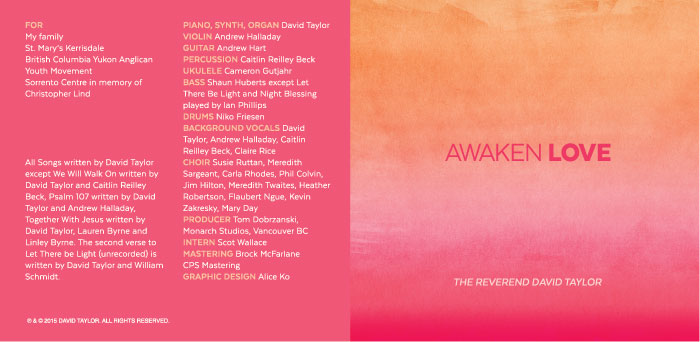 FOR
My family
St. Mary's Kerrisdale
British Columbia Yukon Anglican
Youth Movement
Sorrento Centre in memory of
Christopher Lind
All Songs written by David Taylor
except We Will Walk On written by
David Taylor and Caitlin Reilley
Beck, Psalm 107 written by David
Taylor and Andrew Halladay,
Together With Jesus written by
David Taylor, Lauren Byrne and
Linley Byrne. The second verse to
Let There be Light (unrecorded) is
written by David Taylor and William
Schmidt.
℗ & © 2015 DAVID TAYLOR. ALL RIGHTS RESERVED.
PIANO, SYNTH, ORGAN David Taylor
VIOLIN Andrew Halladay
GUITAR Andrew Hart
PERCUSSION Caitlin Reilley Beck
UKULELE Cameron Gutjahr
BASS Shaun Huberts except Let
There Be Light and Night Blessing
played by Ian Phillips
DRUMS Niko Friesen
BACKGROUND VOCALS David
Taylor, Andrew Halladay, Caitlin
Reilley Beck, Claire Rice
CHOIR Susie Ruttan, Meredith
Sargeant, Carla Rhodes, Phil Colvin,
Jim Hilton, Meredith Twaites, Heather
Robertson, Flaubert Ngue, Kevin
Zakresky, Mary Day
PRODUCER Tom Dobrzanski,
Monarch Studios, Vancouver BC
INTERN Scot Wallace
MASTERING Brock McFarlane
CPS Mastering
GRAPHIC DESIGN Alice Ko
AWAKEN LOVE
THE REVEREND DAVID TAYLOR